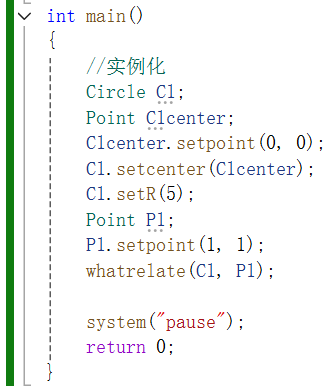 int main()
{
//实例化
Circle C1;
Point C1center;
C1center.setpoint(0, 0);
C1.setcenter(C1center);
C1.setR(5);
Point P1;
P1.setpoint(1, 1);
whatrelate(C1, P1);
system("pause");
return 0;
}